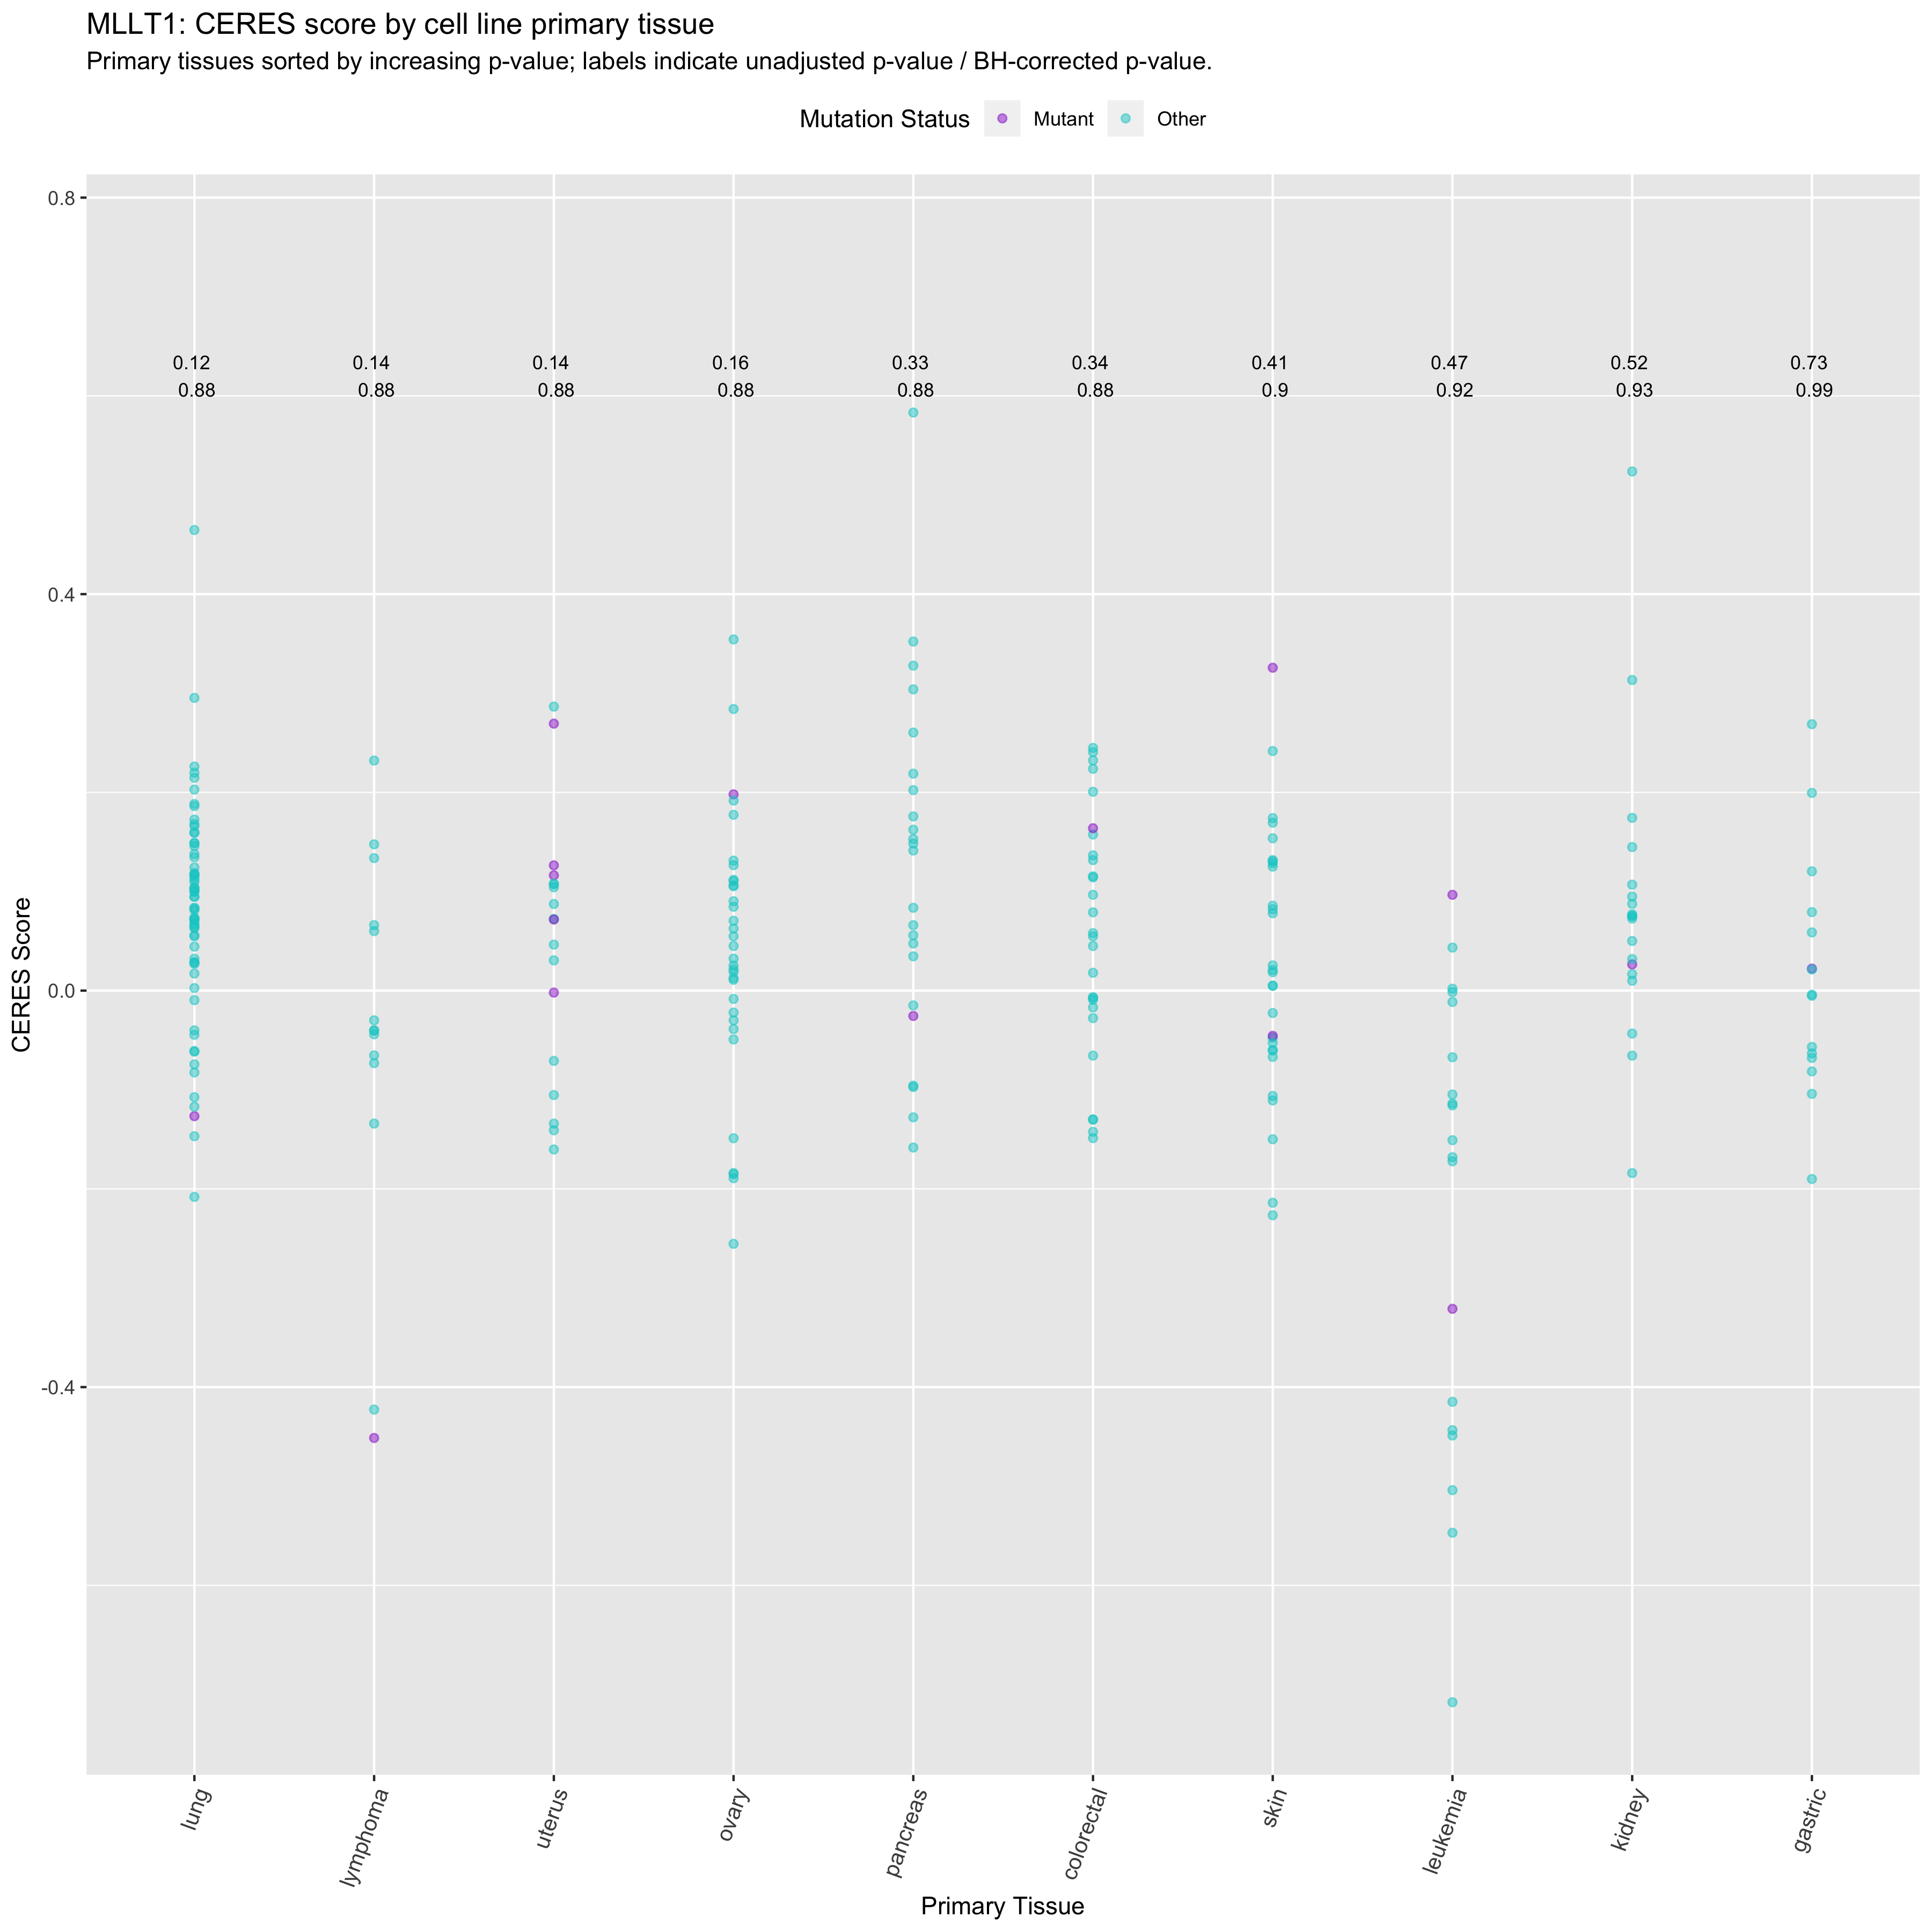 MLLT1: CERES score by cell line primary tissue
Primary tissues sorted by increasing p-value; labels indicate unadjusted p-value / BH-corrected p-value.
Mutation Status Mutant Other
0.8
0.12 0.14 0.14 0.16 0.33 0.34 0.41 0.47 0.52 0.73
0.88 0.88 0.88 0.88 0.88 0.88 0.9 0.92 0.93 0.99
0.4
0.0
-0.4
CERES Score
lung lymphoma uterus ovary pancreas colorectal skin leukemia kidney gastric
Primary Tissue